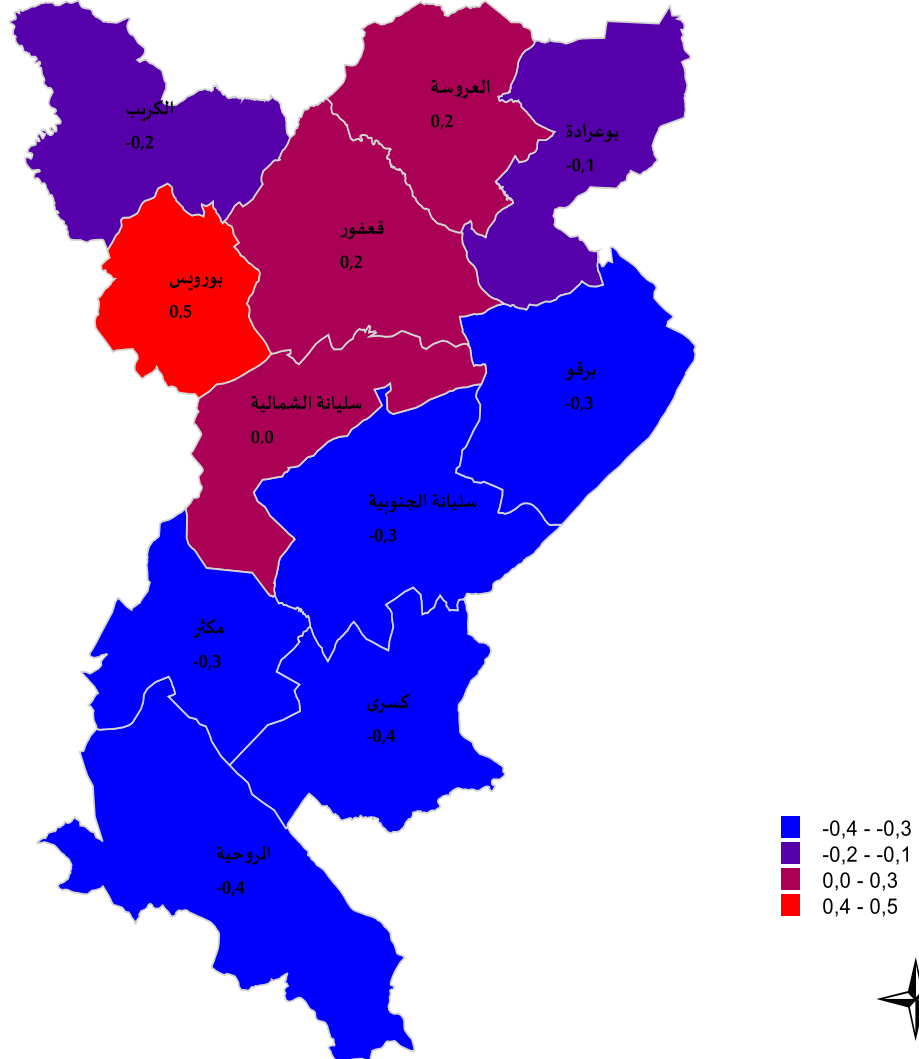 العروسة
0,2
الكريب
-0,2
بوعرادة
-0,1
قعفور
0,2
بورويس
0,5
برقو
-0,3
سليانة الشمالية
0,0
سليانة الجنوبية
-0,3
مكثر
-0,3
كسرى
-0,4
الروحية
-0,4
-0,4 - -0,3
-0,2 - -0,1
0,0 - 0,3
0,4 - 0,5